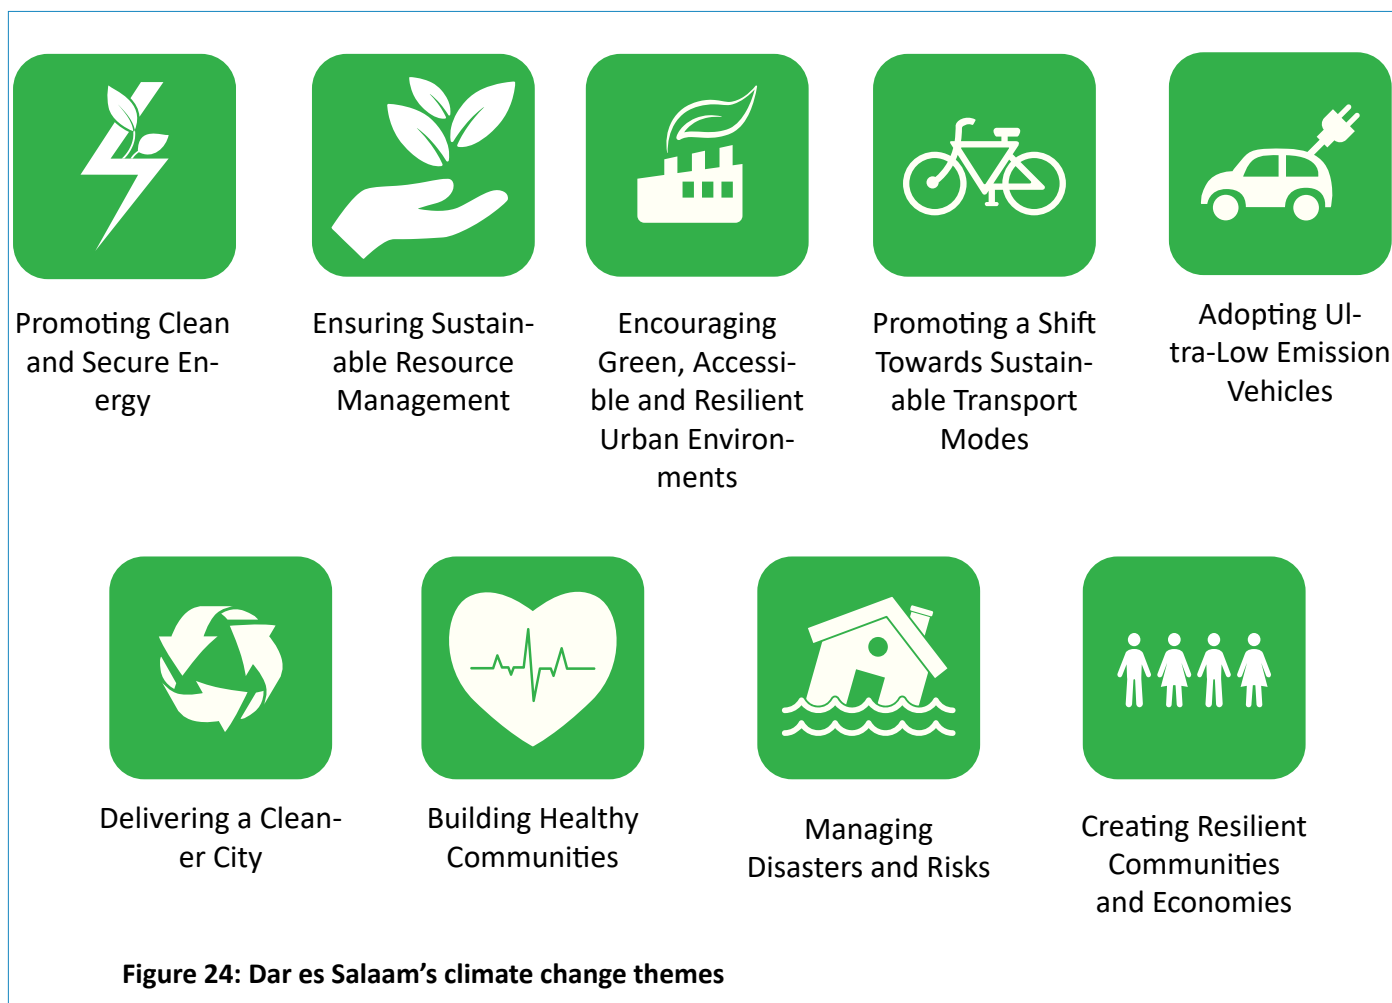 Promoting Clean
and Secure En-
ergy
Ensuring Sustain-
able Resource
Management
Encouraging
Green, Accessi-
ble and Resilient
Urban Environ-
ments
Promoting a Shift
Towards Sustain-
able Transport
Modes
Adopting Ul-
tra-Low Emission
Vehicles
Delivering a Clean-
er City
Building Healthy
Communities
Managing
Disasters and Risks
Creating Resilient
Communities
and Economies
Figure 24: Dar es Salaam’s climate change themes